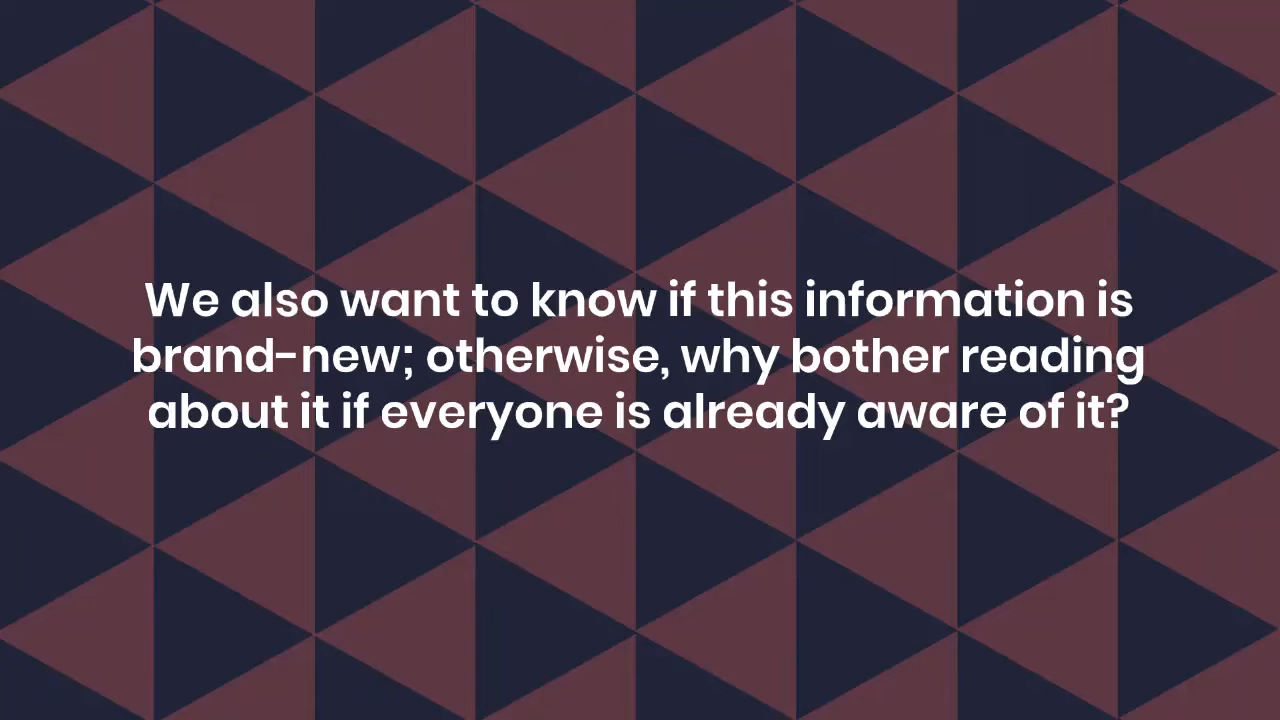 We also want to know if this information is
brand-new; otherwise, why bother reading
about it if everyone is already aware of it?